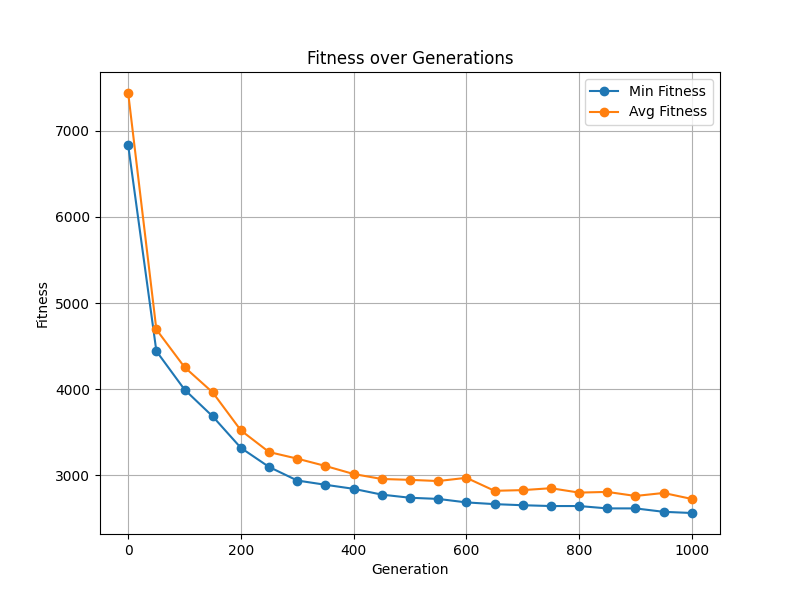 Fitness over Generations
Min Fitness
Avg Fitness
7000
6000
5000
4000
3000
Fitness
0 200 400 600 800 1000
Generation